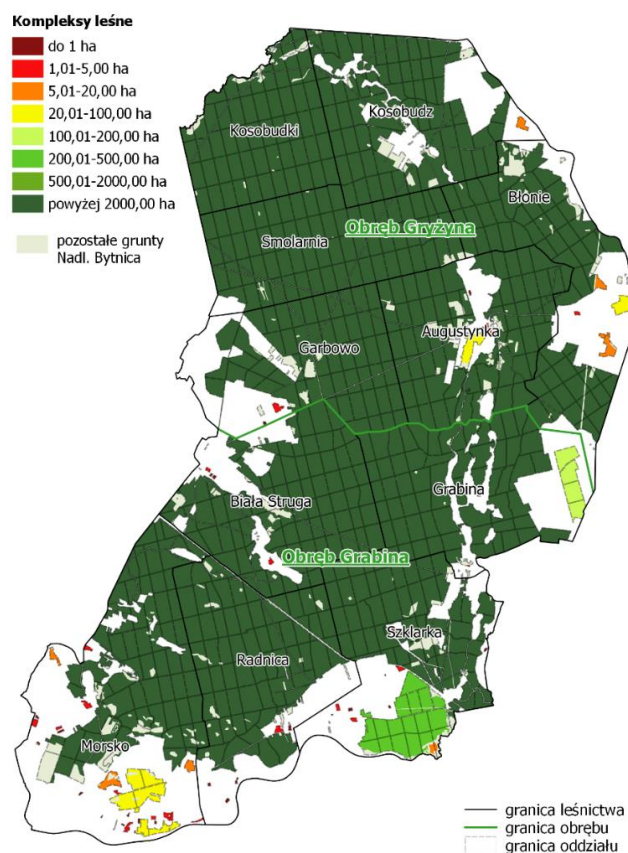 Kompleksy leśne
do 1 ha
1,01-5,00 ha
5,01-20,00 ha
20,01-100,00 ha
100,01-200,00 ha
200,01-500,00 ha
500,01-2000,00 ha
powyżej 2000,00 ha
pozostałe grunty
Nadl. Bytnica
Kosobudz
Kosobudki
Błonie
Obręb Gryżyna
Smolarnia
Augustynka
Garbowo
Grabina
Biała Struga
Obręb Grabina
Szklarka
Radnica
Morsko
granica leśnictwa
granica obrębu
granica oddziału